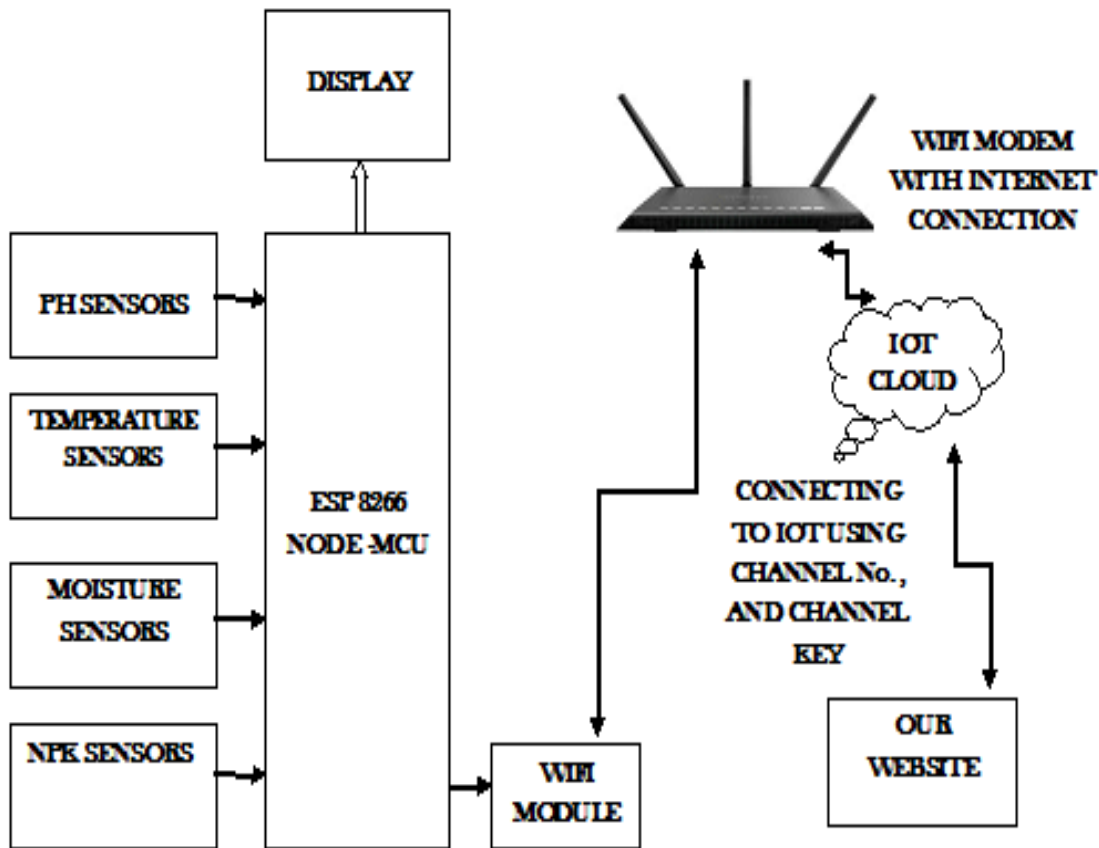 DISPLAY
WIFI MODEM
WITH INTERNET
CONNECTION
PH SENSORS
TEMPERATURE
SENSORS
MOISTURE
SENSORS
NPK SENSORS
ESP 8266
NODE -MCU
WIFI
MODULE
IOT
CLOUD
CONNECTING
TO IOT USING
CHANNEL No.,
AND CHANNEL
KEY
OUR
WEBSITE